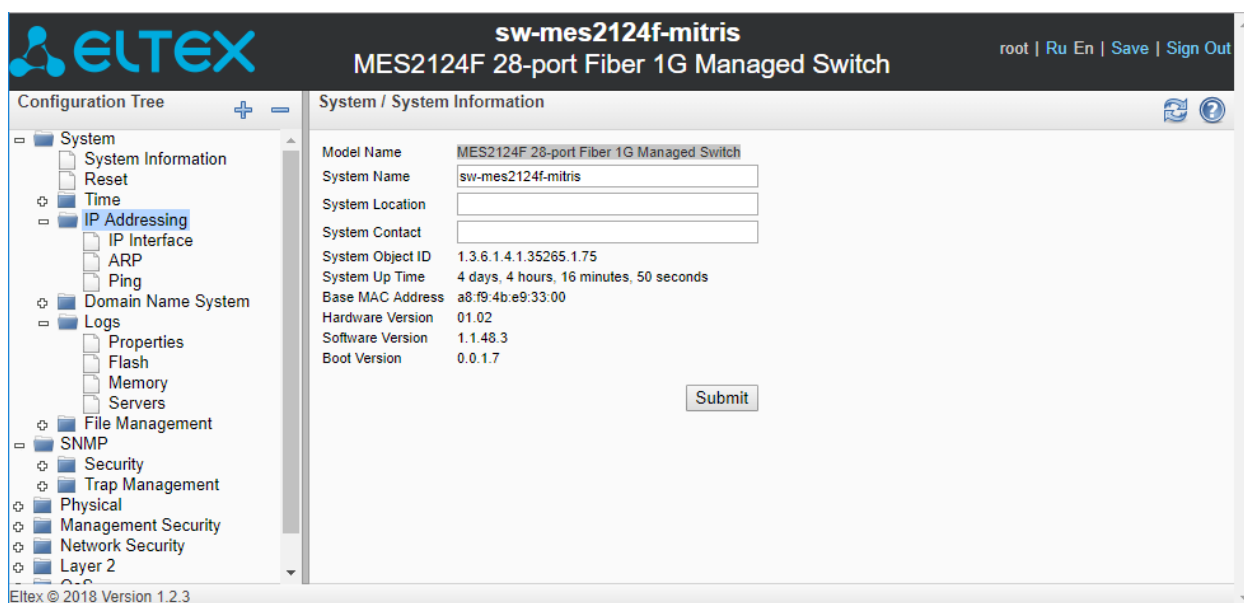 ELTEX
sw-mes2124f-mitris
MES2124F 28-port Fiber 1G Managed Switch
root | Ru En | Save | Sign Out
Configuration Tree
System
System Information
Reset
Time
IP Addressing
IP Interface
ARP
Ping
Domain Name System
Logs
Properties
Flash
Memory
Servers
File Management
SNMP
Security
Trap Management
Physical
Management Security
Network Security
Layer 2
QoS
System / System Information
Model Name MES2124F 28-port Fiber 1G Managed Switch
System Name sw-mes2124f-mitris
System Location
System Contact
System Object ID 1.3.6.1.4.1.35265.1.75
System Up Time 4 days, 4 hours, 16 minutes, 50 seconds
Base MAC Address a8:f9:4b:e9:33:00
Hardware Version 01.02
Software Version 1.1.48.3
Boot Version 0.0.1.7
Submit
Eltex © 2018 Version 1.2.3